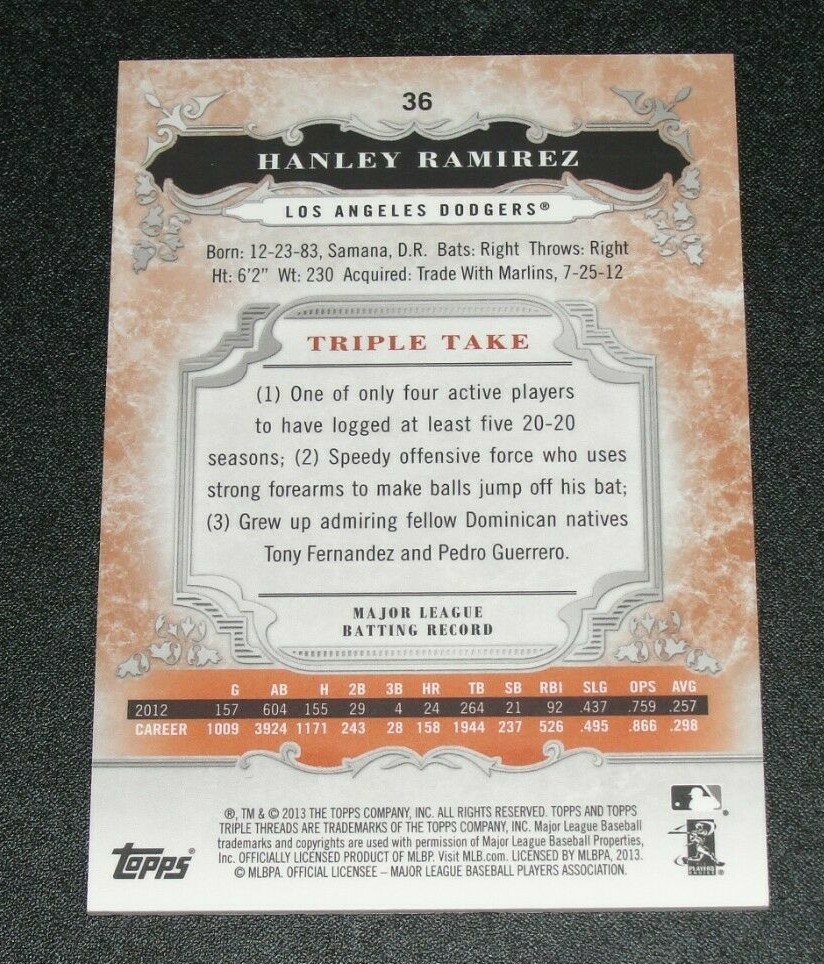 36
HANLEY RAMIREZ
LOS ANGELES DODGERS®
Born: 12-23-83, Samana, D.R. Bats: Right Throws: Right
Ht: 6'2" Wt: 230 Acquired: Trade With Marlins, 7-25-12
TRIPLE TAKE
(1) One of only four active players
to have logged at least five 20-20
seasons; (2) Speedy offensive force who uses
strong forearms to make balls jump off his bat;
(3) Grew up admiring fellow Dominican natives
Tony Fernandez and Pedro Guerrero.
MAJOR LEAGUE
BATTING RECORD
G AB H 2B 3B HR TB SB RBI SLG OPS AVG
2012 157 604 155 29 4 24 264 21 92 .437 .759 .257
CAREER 1009 3924 1171 243 28 158 1944 237 526 .495 .866 .298
®, TM & © 2013 THE TOPPS COMPANY, INC. ALL RIGHTS RESERVED. TOPPS AND TOPPS
TRIPLE THREADS ARE TRADEMARKS OF THE TOPPS COMPANY, INC. Major League Baseball
trademarks and copyrights are used with permission of Major League Baseball Properties,
Inc. OFFICIALLY LICENSED PRODUCT OF MLBP. Visit MLB.com. LICENSED BY MLBPA, 2013.
© MLBPA. OFFICIAL LICENSEE – MAJOR LEAGUE BASEBALL PLAYERS ASSOCIATION.
Topps®